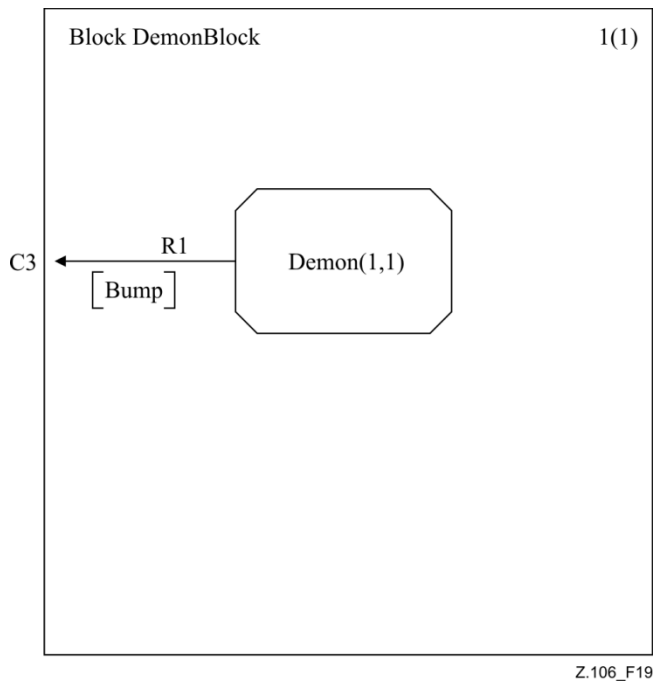 Block DemonBlock 1(1)
R1
C3
Demon(1,1)
[Bump]
Z.106_F19